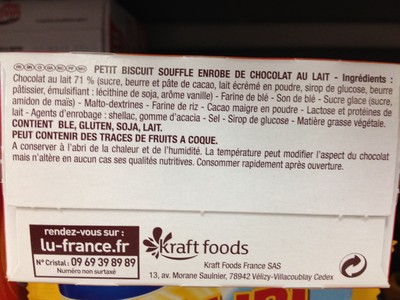 PETIT BISCUIT SOUFFLE ENROBE DE CHOCOLAT AU LAIT - Ingrédients :
Chocolat au lait 71 % (sucre, beurre et pâte de cacao, lait écrémé en poudre, sirop de glucose, beurre
pâtissier, émulsifiant : lécithine de soja, arôme vanille) - Farine de blé - Son de blé - Sucre glace (sucre,
amidon de maïs) - Malto-dextrines - Farine de riz - Cacao maigre en poudre - Lactose et protéines de
lait - Agents d'enrobage : shellac, gomme d'acacia - Sel - Sirop de glucose - Matière grasse végétale.
CONTIENT BLE, GLUTEN, SOJA, LAIT.
PEUT CONTENIR DES TRACES DE FRUITS A COQUE.
A conserver à l'abri de la chaleur et de l'humidité. La température peut modifier l'aspect du chocolat
mais n'altère en aucun cas ses qualités nutritives. Consommer rapidement après ouverture.
rendez-vous sur :
lu-france.fr
N° Cristal : 09 69 39 89 89
Numéro non surtaxé
kraft foods
Kraft Foods France SAS
13, av. Morane Saulnier, 78942 Vélizy-Villacoublay Cedex